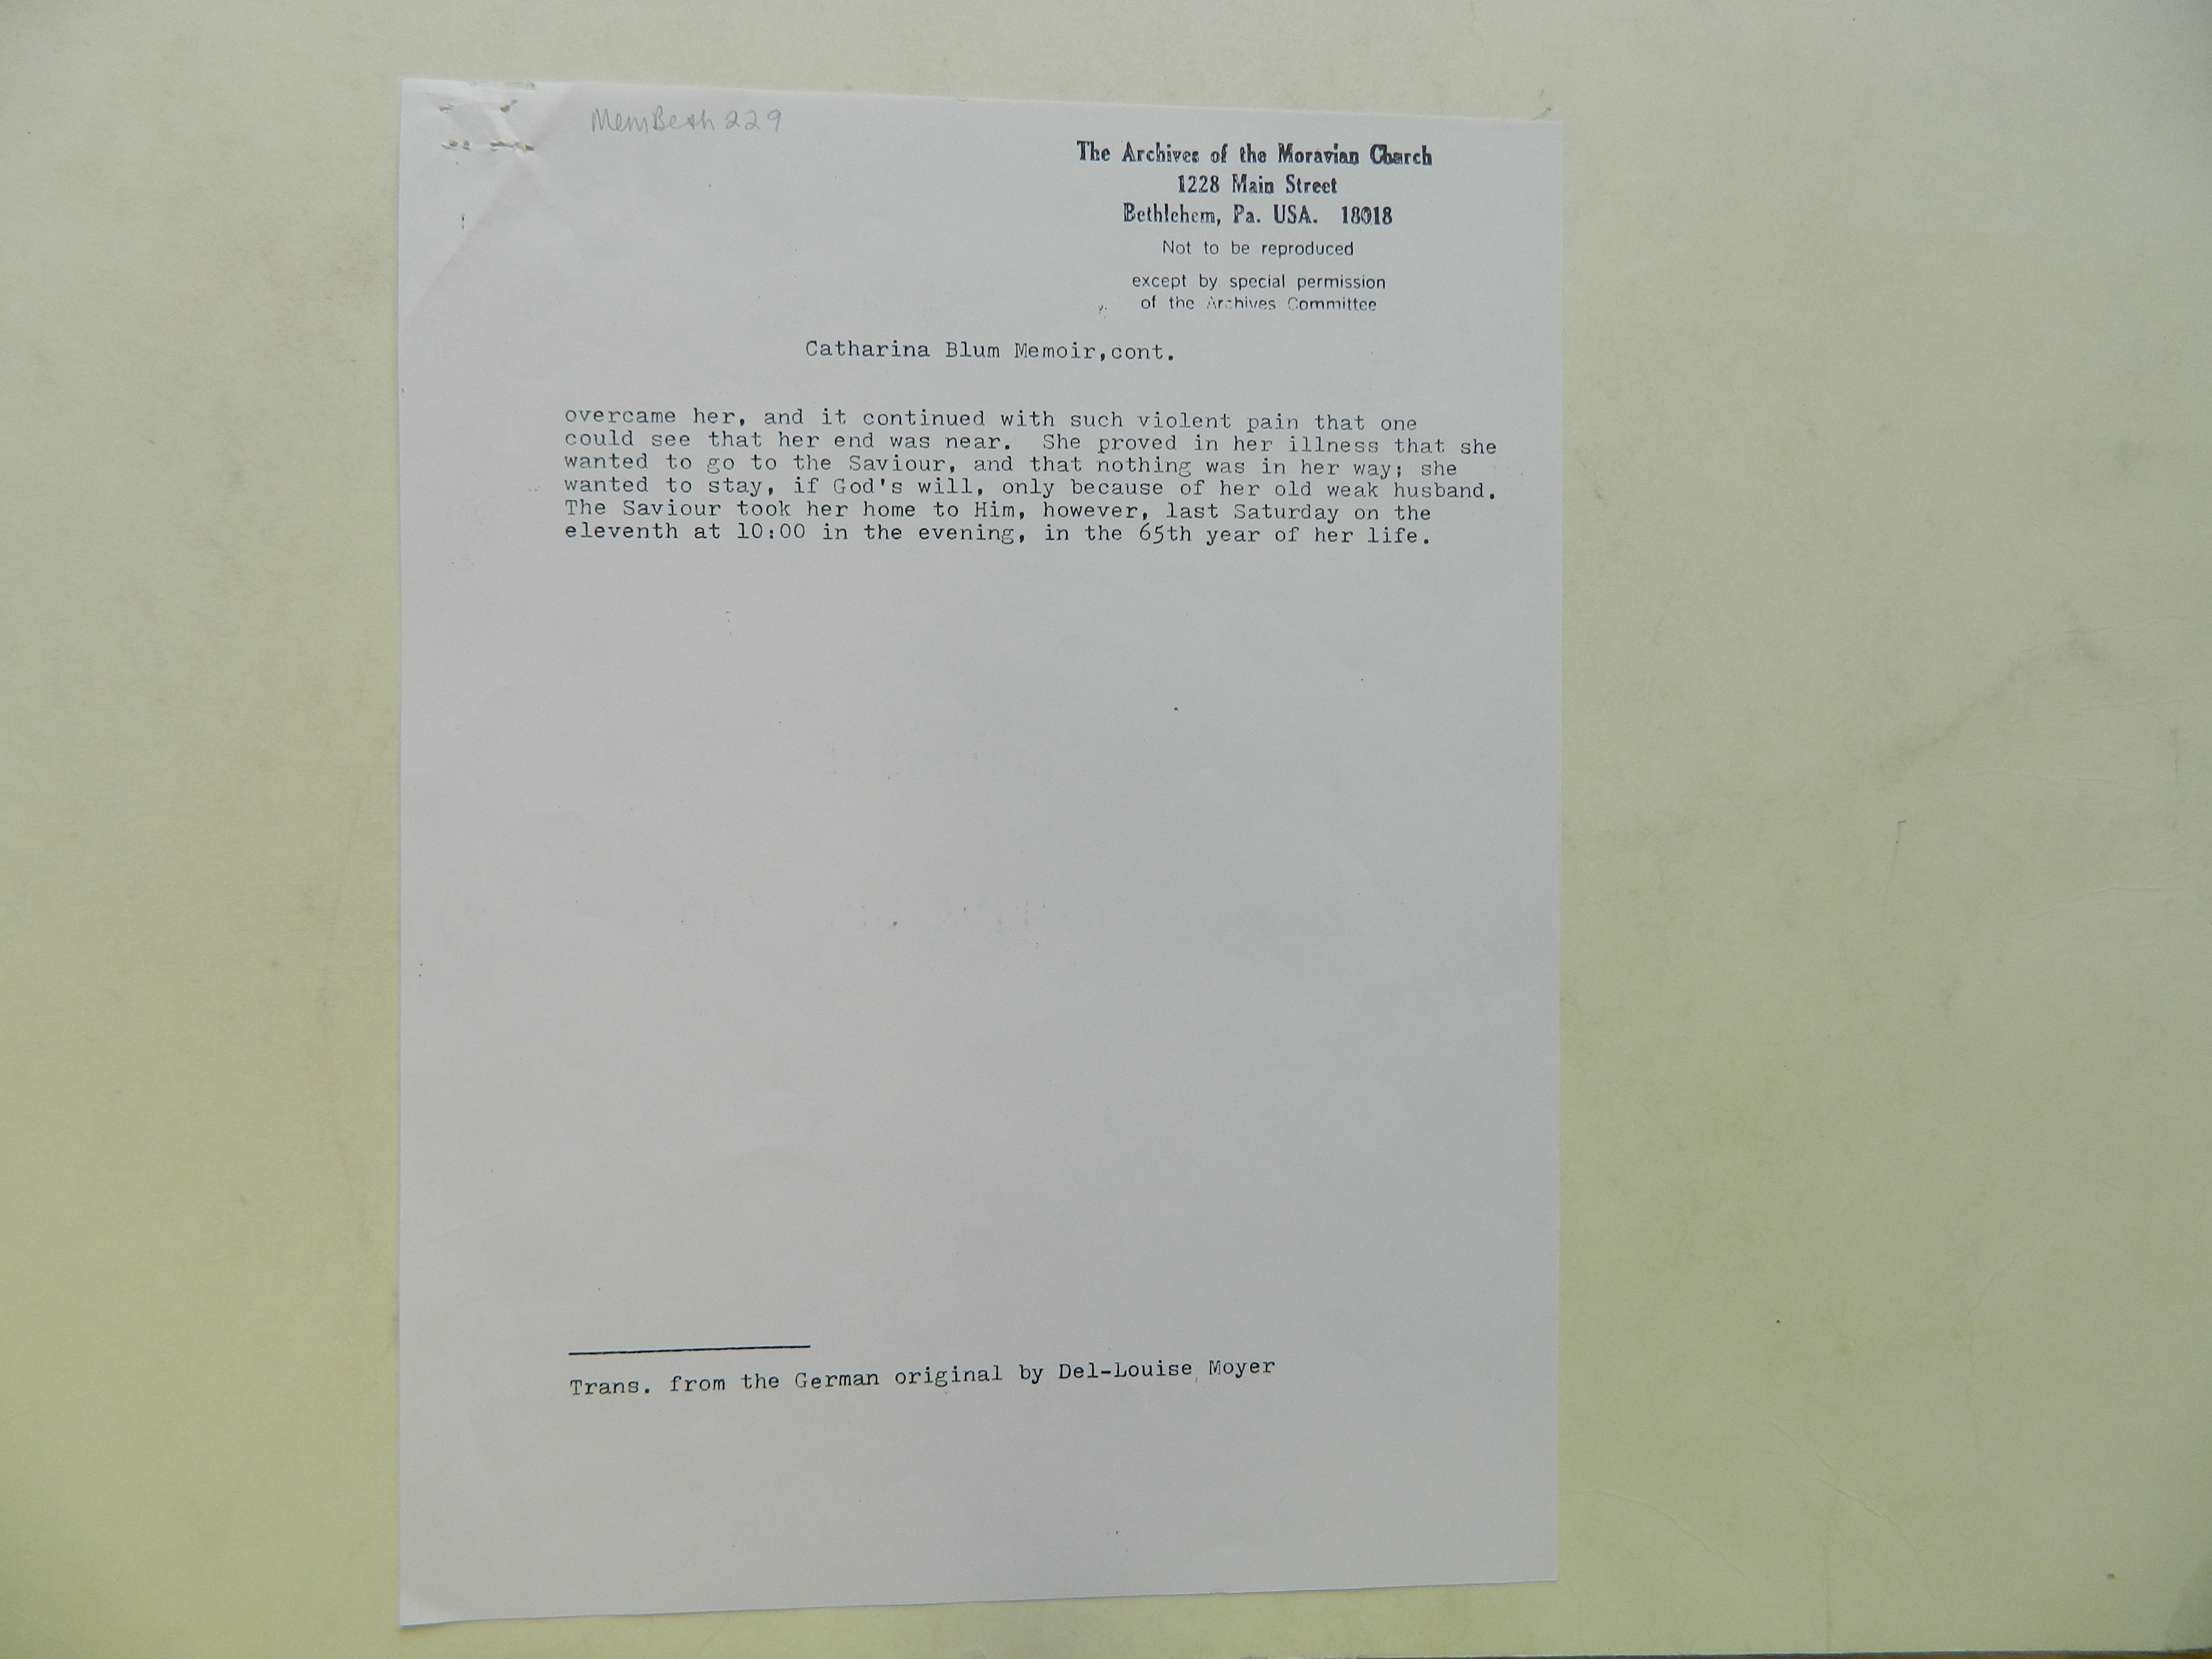 MemBeth 229
The Archives of the Moravian Church
1228 Main Street
Bethlehem, Pa. USA. 18018
Not to be reproduced
except by special permission
of the Archives Committee
Catharina Blum Memoir,cont.
overcame her, and it continued with such violent pain that one
could see that her end was near. She proved in her illness that she
wanted to go to the Saviour, and that nothing was in her way; she
wanted to stay, if God's will, only because of her old weak husband.
The Saviour took her home to Him, however, last Saturday on the
eleventh at 10:00 in the evening, in the 65th year of her life.
Trans. from the German original by Del-Louise Moyer